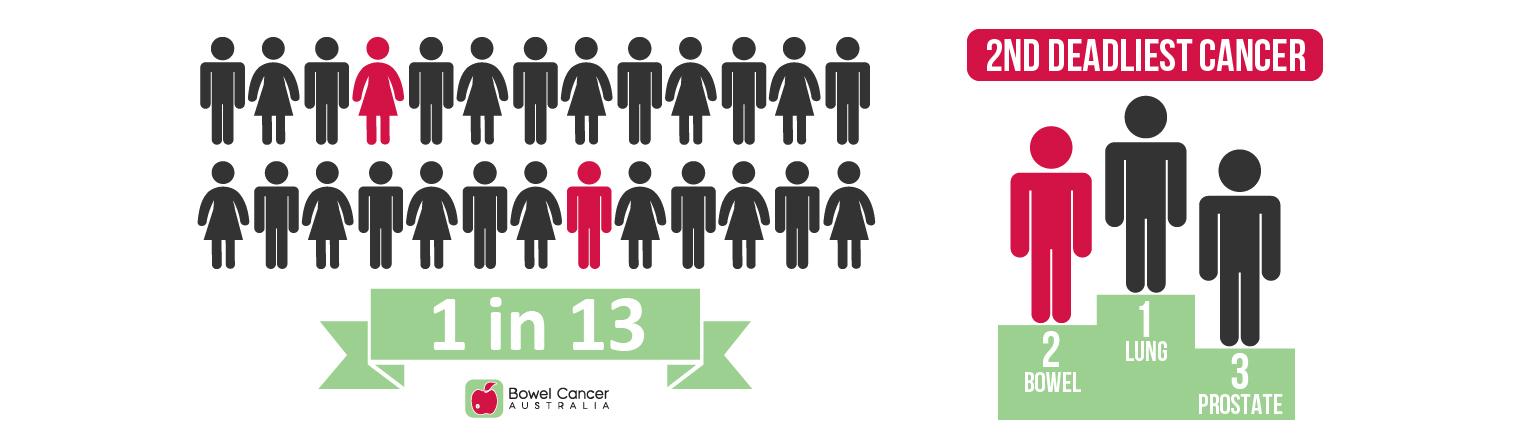 1 in 13
Bowel Cancer
AUSTRALIA
2ND DEADLIEST CANCER
1
LUNG
2
BOWEL
3
PROSTATE